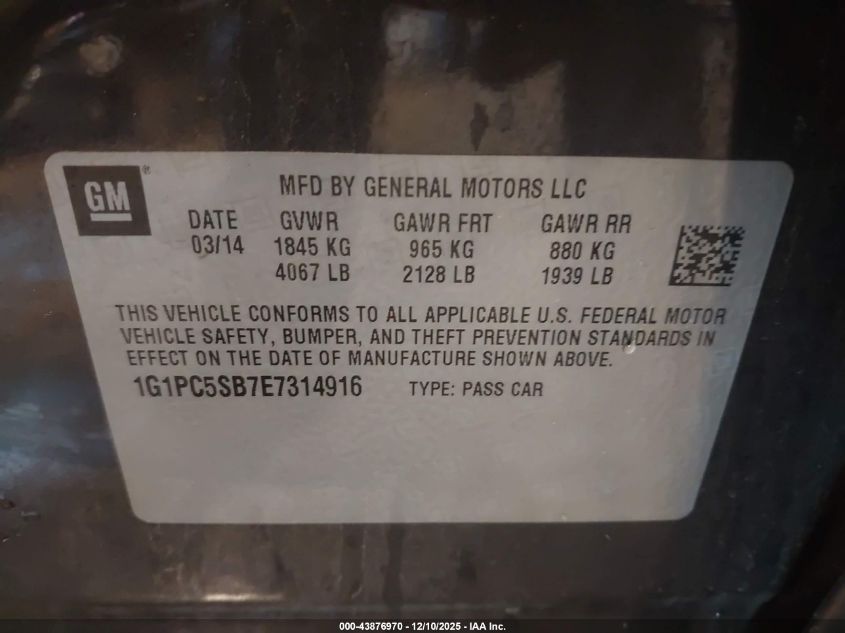 GM®
MFD BY GENERAL MOTORS LLC
DATE GVWR GAWR FRT GAWR RR
03/14 1845 KG 965 KG 880 KG
4067 LB 2128 LB 1939 LB
THIS VEHICLE CONFORMS TO ALL APPLICABLE U.S. FEDERAL MOTOR
VEHICLE SAFETY, BUMPER, AND THEFT PREVENTION STANDARDS IN
EFFECT ON THE DATE OF MANUFACTURE SHOWN ABOVE.
1G1PC5SB7E7314916 TYPE: PASS CAR
000-43876970 - 12/10/2025 - IAA Inc.